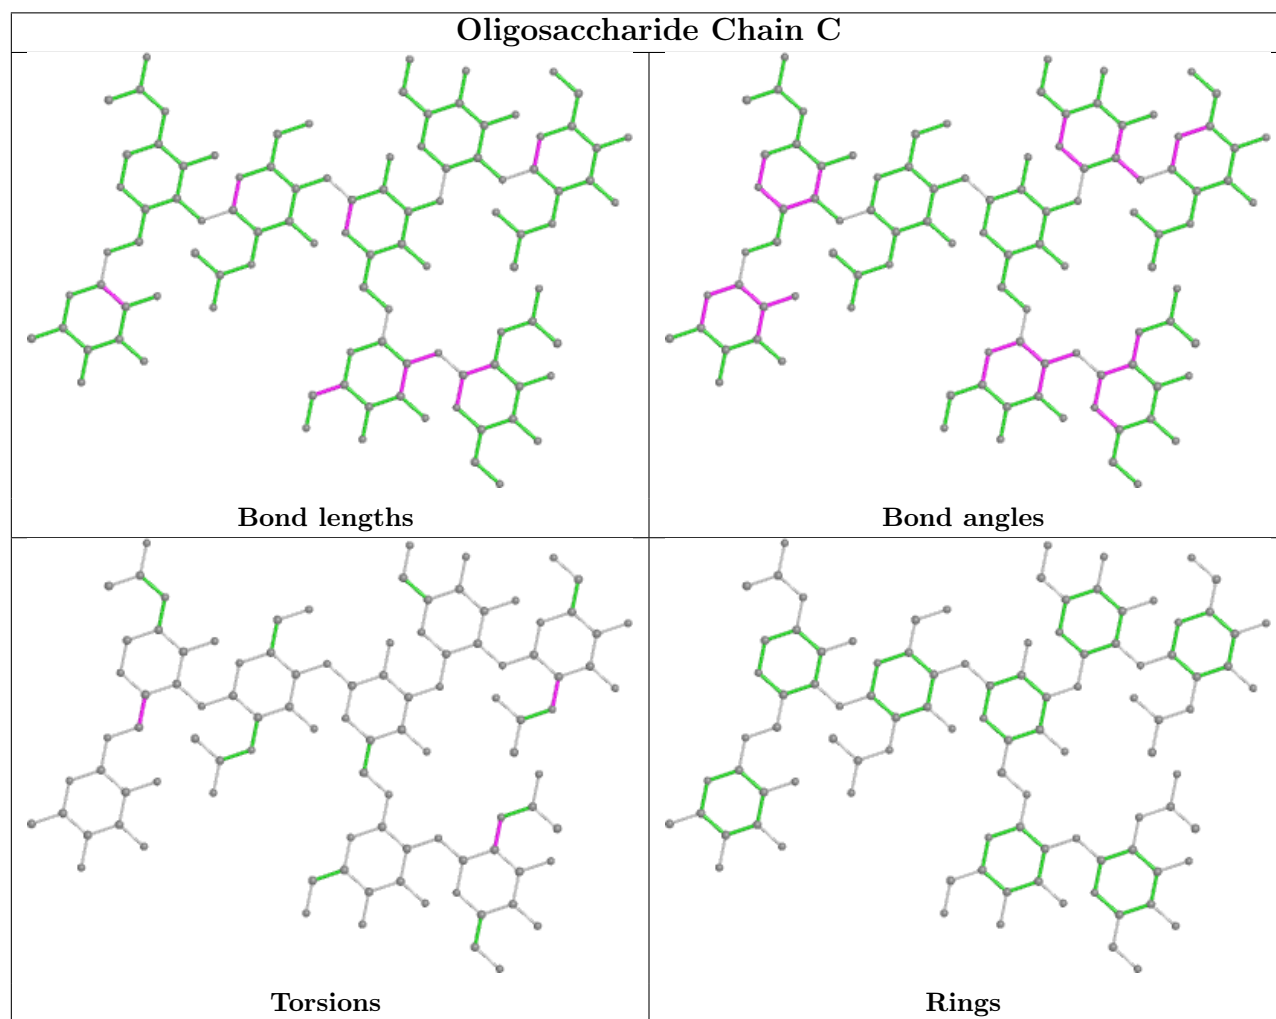 Oligosaccharide Chain C
Bond lengths
Bond angles
Torsions
Rings